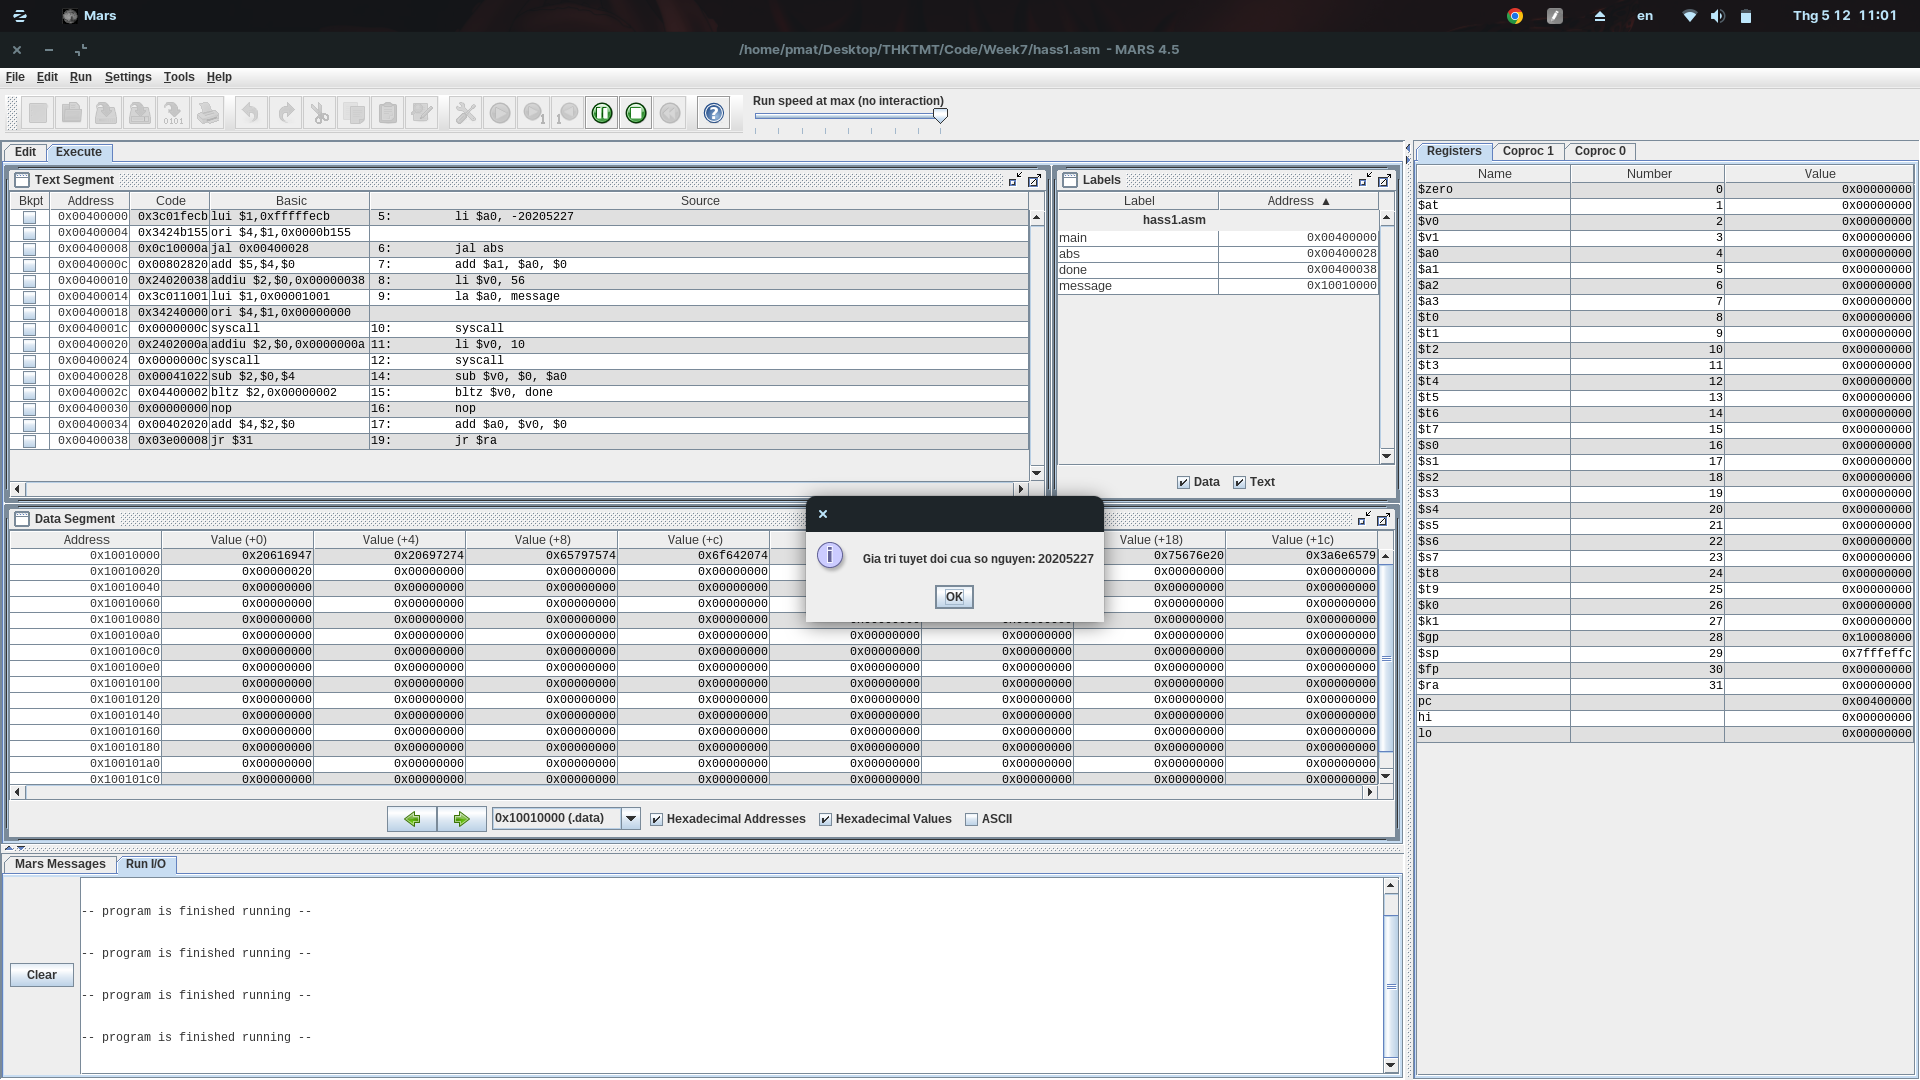 Mars
en
Thg 5 12 11:01
/home/pmat/Desktop/THKTMT/Code/Week7/hass1.asm - MARS 4.5
File Edit Run Settings Tools Help
Run speed at max (no interaction)
Edit Execute
Text Segment
Bkpt Address Code Basic Source
0x00400000 0x3c01fecb lui $1,0xfffffecb 5: li $a0, -20205227
0x00400004 0x3424b155 ori $4,$1,0x0000b155
0x00400008 0x0c10000a jal 0x00400028 6: jal abs
0x0040000c 0x00802820 add $5,$4,$0 7: add $a1, $a0, $0
0x00400010 0x24020038 addiu $2,$0,0x00000038 8: li $v0, 56
0x00400014 0x3c011001 lui $1,0x00001001 9: la $a0, message
0x00400018 0x34240000 ori $4,$1,0x00000000
0x0040001c 0x0000000c syscall 10: syscall
0x00400020 0x2402000a addiu $2,$0,0x0000000a 11: li $v0, 10
0x00400024 0x0000000c syscall 12: syscall
0x00400028 0x00041022 sub $2,$0,$4 14: sub $v0, $0, $a0
0x0040002c 0x04400002 bltz $2,0x00000002 15: bltz $v0, done
0x00400030 0x00000000 nop 16: nop
0x00400034 0x00402020 add $4,$2,$0 17: add $a0, $v0, $0
0x00400038 0x03e00008 jr $31 19: jr $ra
Labels
Label Address ▲
hass1.asm
main 0x00400000
abs 0x00400028
done 0x00400038
message 0x10010000
Data Text
Data Segment
Address Value (+0) Value (+4) Value (+8) Value (+c) Value (+18) Value (+1c)
0x10010000 0x20616947 0x20697274 0x65797574 0x6f642074 0x75676e20 0x3a6e6579
0x10010020 0x00000020 0x00000000 0x00000000 0x00000000 0x00000000 0x00000000
0x10010040 0x00000000 0x00000000 0x00000000 0x00000000 0x00000000 0x00000000
0x10010060 0x00000000 0x00000000 0x00000000 0x00000000 0x00000000 0x00000000
0x10010080 0x00000000 0x00000000 0x00000000 0x00000000 0x00000000 0x00000000 0x00000000 0x00000000
0x100100a0 0x00000000 0x00000000 0x00000000 0x00000000 0x00000000 0x00000000 0x00000000 0x00000000
0x100100c0 0x00000000 0x00000000 0x00000000 0x00000000 0x00000000 0x00000000 0x00000000 0x00000000
0x100100e0 0x00000000 0x00000000 0x00000000 0x00000000 0x00000000 0x00000000 0x00000000 0x00000000
0x10010100 0x00000000 0x00000000 0x00000000 0x00000000 0x00000000 0x00000000 0x00000000 0x00000000
0x10010120 0x00000000 0x00000000 0x00000000 0x00000000 0x00000000 0x00000000 0x00000000 0x00000000
0x10010140 0x00000000 0x00000000 0x00000000 0x00000000 0x00000000 0x00000000 0x00000000 0x00000000
0x10010160 0x00000000 0x00000000 0x00000000 0x00000000 0x00000000 0x00000000 0x00000000 0x00000000
0x10010180 0x00000000 0x00000000 0x00000000 0x00000000 0x00000000 0x00000000 0x00000000 0x00000000
0x100101a0 0x00000000 0x00000000 0x00000000 0x00000000 0x00000000 0x00000000 0x00000000 0x00000000
0x100101c0 0x00000000 0x00000000 0x00000000 0x00000000 0x00000000 0x00000000 0x00000000 0x00000000
0x10010000 (.data) Hexadecimal Addresses Hexadecimal Values ASCII
Gia tri tuyet doi cua so nguyen: 20205227
OK
Mars Messages Run I/O
-- program is finished running --
-- program is finished running --
-- program is finished running --
-- program is finished running --
Clear
Registers Coproc 1 Coproc 0
Name Number Value
$zero 0 0x00000000
$at 1 0x00000000
$v0 2 0x00000000
$v1 3 0x00000000
$a0 4 0x00000000
$a1 5 0x00000000
$a2 6 0x00000000
$a3 7 0x00000000
$t0 8 0x00000000
$t1 9 0x00000000
$t2 10 0x00000000
$t3 11 0x00000000
$t4 12 0x00000000
$t5 13 0x00000000
$t6 14 0x00000000
$t7 15 0x00000000
$s0 16 0x00000000
$s1 17 0x00000000
$s2 18 0x00000000
$s3 19 0x00000000
$s4 20 0x00000000
$s5 21 0x00000000
$s6 22 0x00000000
$s7 23 0x00000000
$t8 24 0x00000000
$t9 25 0x00000000
$k0 26 0x00000000
$k1 27 0x00000000
$gp 28 0x10008000
$sp 29 0x7fffeffc
$fp 30 0x00000000
$ra 31 0x00000000
pc 0x00400000
hi 0x00000000
lo 0x00000000